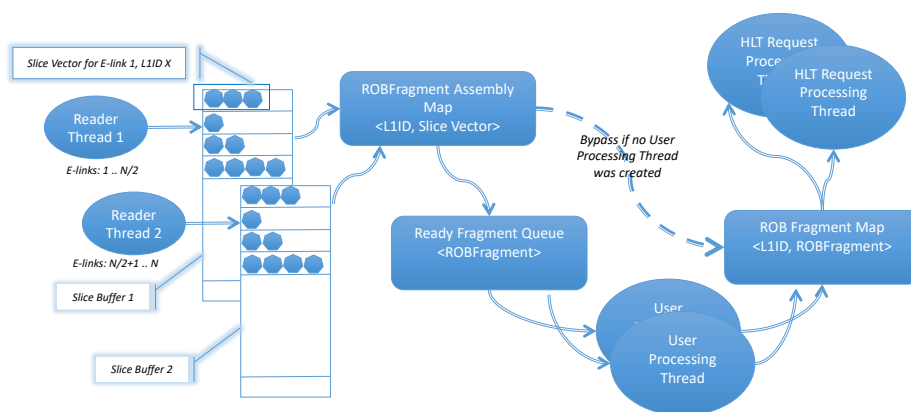 Slice Vector for E-link 1, L1ID X
Reader
Thread 1
E-links: 1 .. N/2
Reader
Thread 2
E-links: N/2+1 .. N
Slice Buffer 1
Slice Buffer 2
ROBFragment Assembly
Map
<L1ID, Slice Vector>
Ready Fragment Queue
<ROBFragment>
Bypass if no User
Processing Thread
was created
User
User
Processing
Thread
ROB Fragment Map
<L1ID, ROBFragment>
HLT Request
HLT Request
Processing
Thread